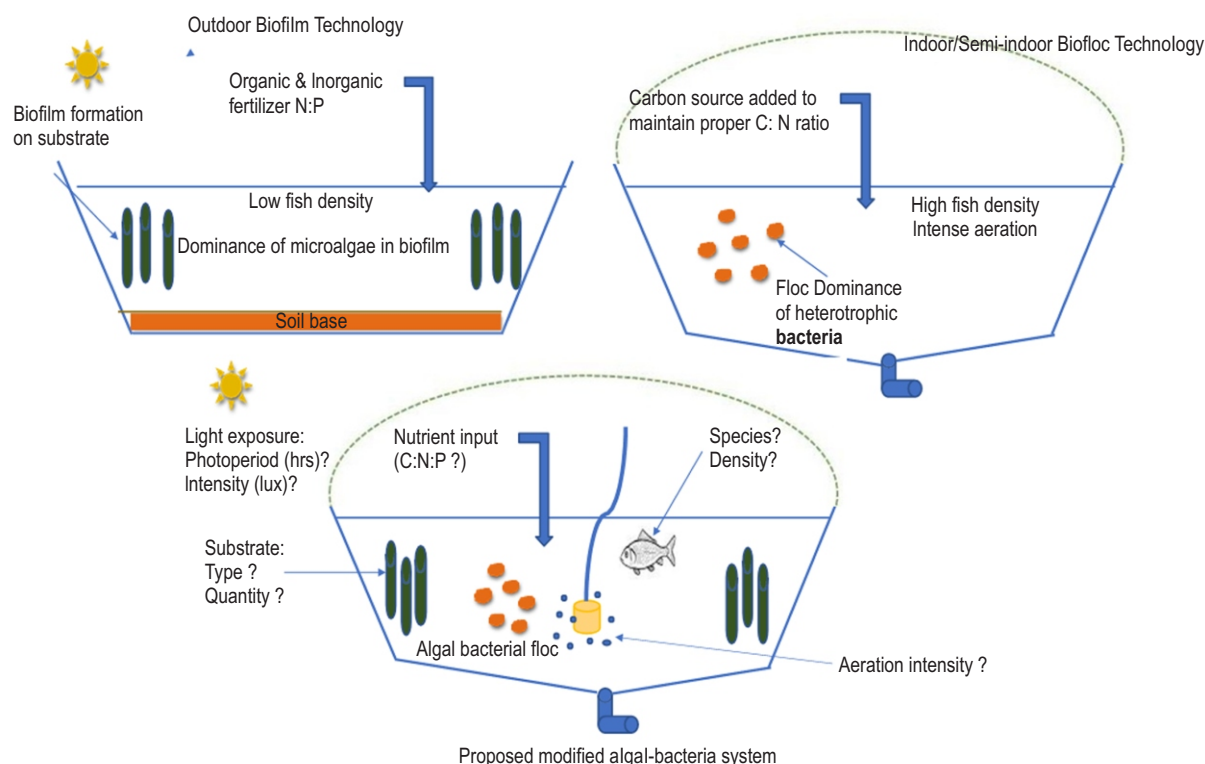 Outdoor Biofilm Technology
Organic & Inorganic
fertilizer N:P
Biofilm formation
on substrate
Low fish density
Dominance of microalgae in biofilm
Soil base
Indoor/Semi-indoor Biofloc Technology
Carbon source added to
maintain proper C: N ratio
High fish density
Intense aeration
Floc Dominance
of heterotrophic
bacteria
Light exposure:
Photoperiod (hrs)?
Intensity (lux)?
Nutrient input
(C:N:P ?)
Species?
Density?
Substrate:
Type ?
Quantity ?
Algal bacterial floc
Aeration intensity ?
Proposed modified algal-bacteria system